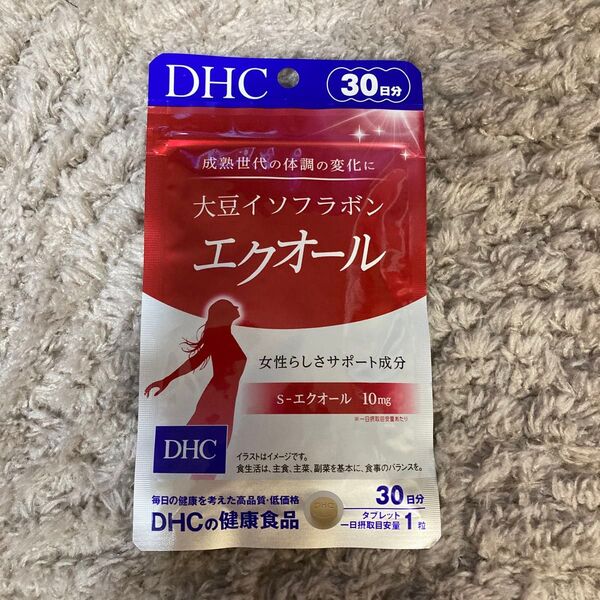 DHC
30日分
成熟世代の体調の変化に
大豆イソフラボン
エクオール
女性らしさサポート成分
S-エクオール 10mg
※一日摂取目安量あたり
DHC
イラストはイメージです。
食生活は、主食、主菜、副菜を基本に、食事のバランスを。
毎日の健康を考えた高品質・低価格
DHCの健康食品
30日分
タブレット
一日摂取目安量 1粒